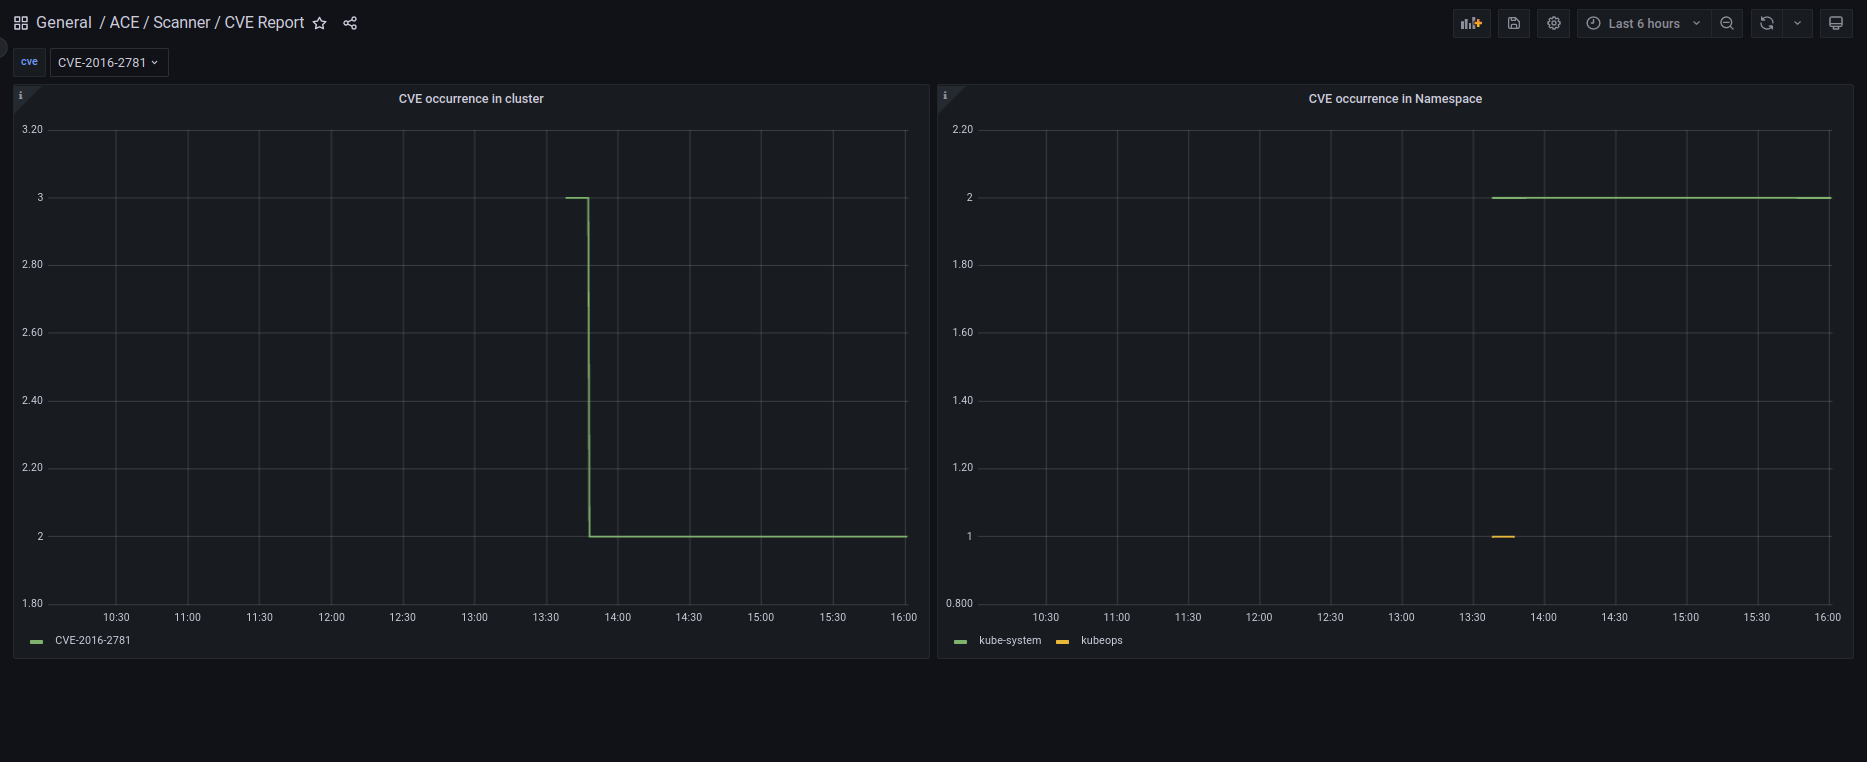 General / ACE / Scanner / CVE Report
Last 6 hours
cve CVE-2016-2781
i
CVE occurrence in cluster
3.20
3
2.80
2.60
2.40
2.20
2
1.80
10:30 11:00 11:30 12:00 12:30 13:00 13:30 14:00 14:30 15:00 15:30 16:00
CVE-2016-2781
i
CVE occurrence in Namespace
2.20
2
1.80
1.60
1.40
1.20
1
0.800
10:30 11:00 11:30 12:00 12:30 13:00 13:30 14:00 14:30 15:00 15:30 16:00
kube-system kubeops